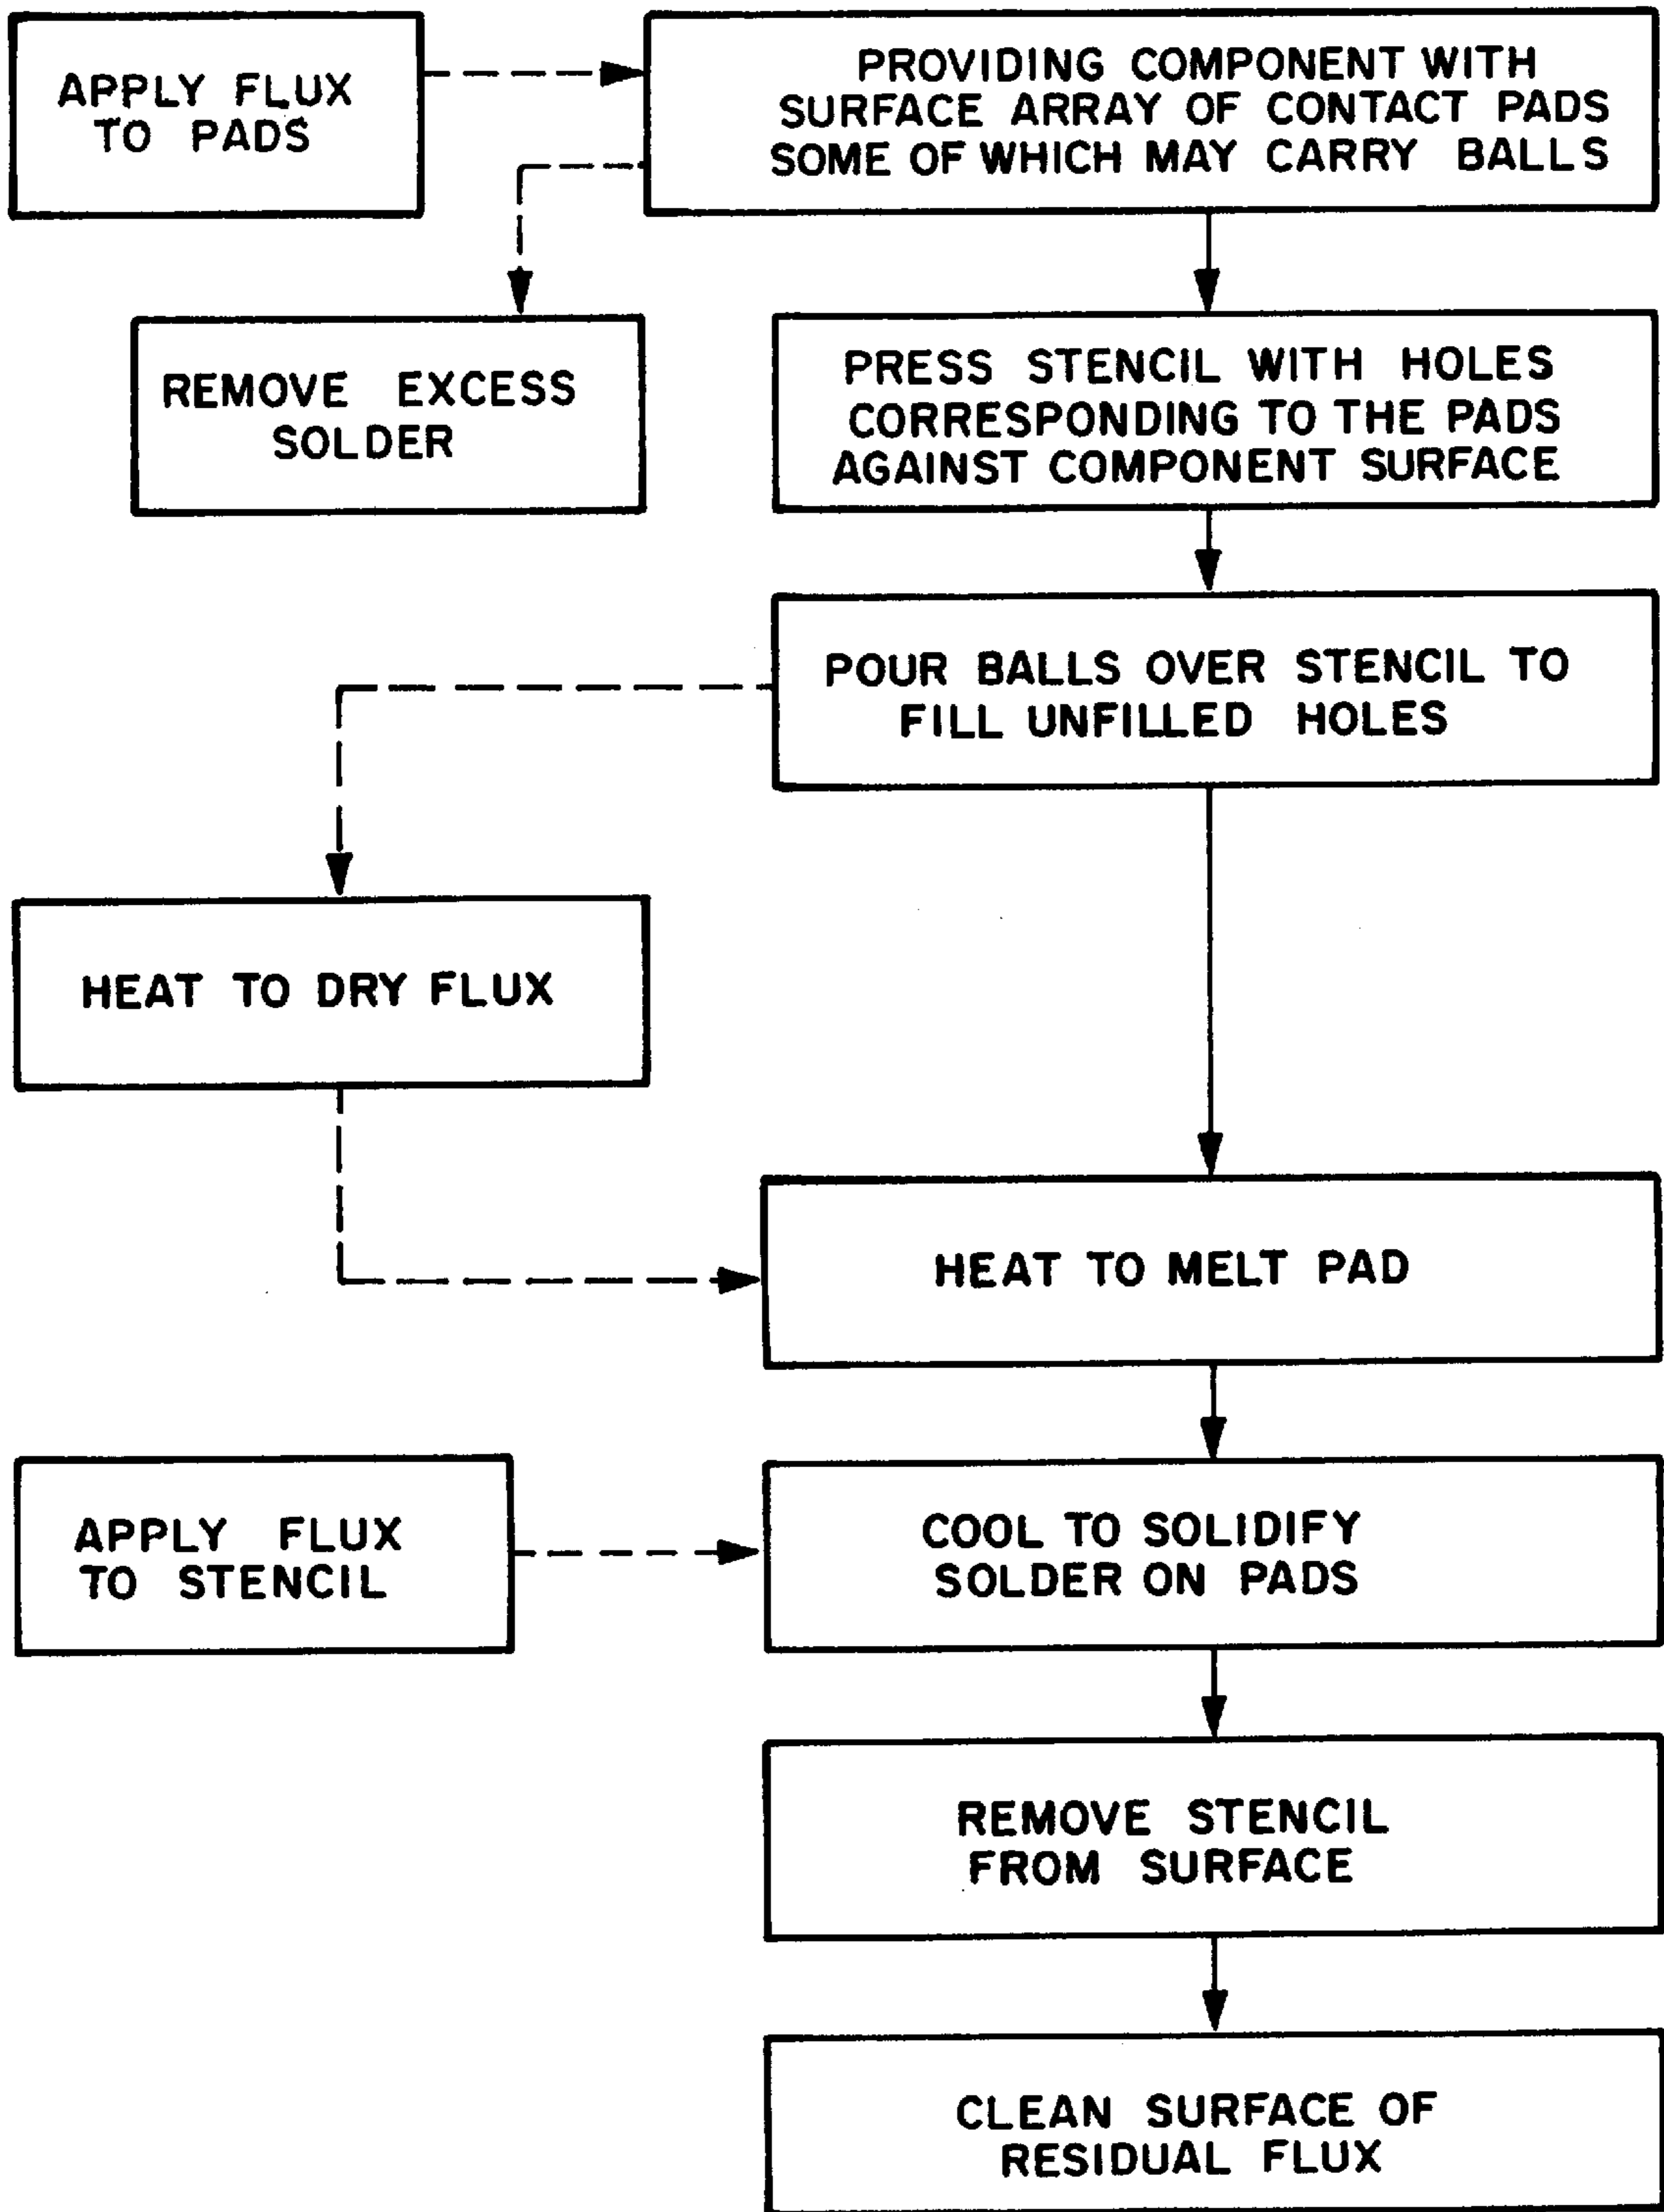 APPLY FLUX
TO PADS
PROVIDING COMPONENT WITH
SURFACE ARRAY OF CONTACT PADS
SOME OF WHICH MAY CARRY BALLS
REMOVE EXCESS
SOLDER
PRESS STENCIL WITH HOLES
CORRESPONDING TO THE PADS
AGAINST COMPONENT SURFACE
POUR BALLS OVER STENCIL TO
FILL UNFILLED HOLES
HEAT TO DRY FLUX
HEAT TO MELT PAD
APPLY FLUX
TO STENCIL
COOL TO SOLIDIFY
SOLDER ON PADS
REMOVE STENCIL
FROM SURFACE
CLEAN SURFACE OF
RESIDUAL FLUX